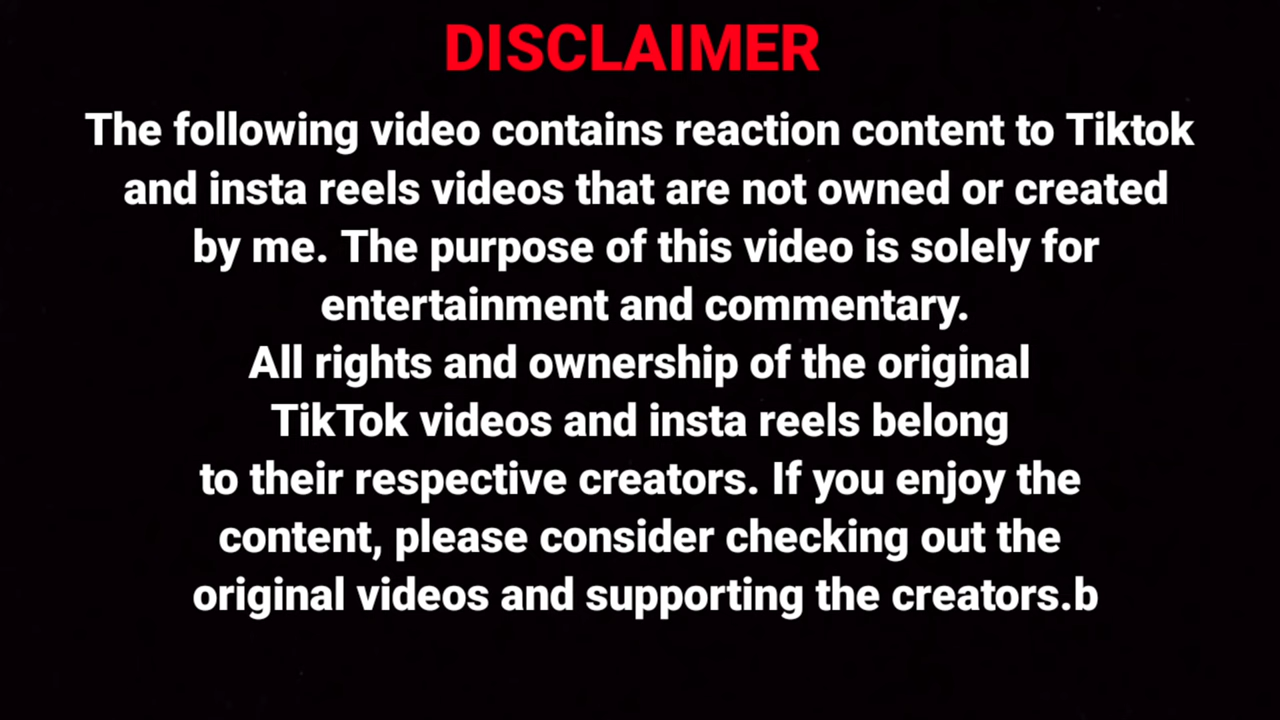 DISCLAIMER
The following video contains reaction content to Tiktok
and insta reels videos that are not owned or created
by me. The purpose of this video is solely for
entertainment and commentary.
All rights and ownership of the original
TikTok videos and insta reels belong
to their respective creators. If you enjoy the
content, please consider checking out the
original videos and supporting the creators.b